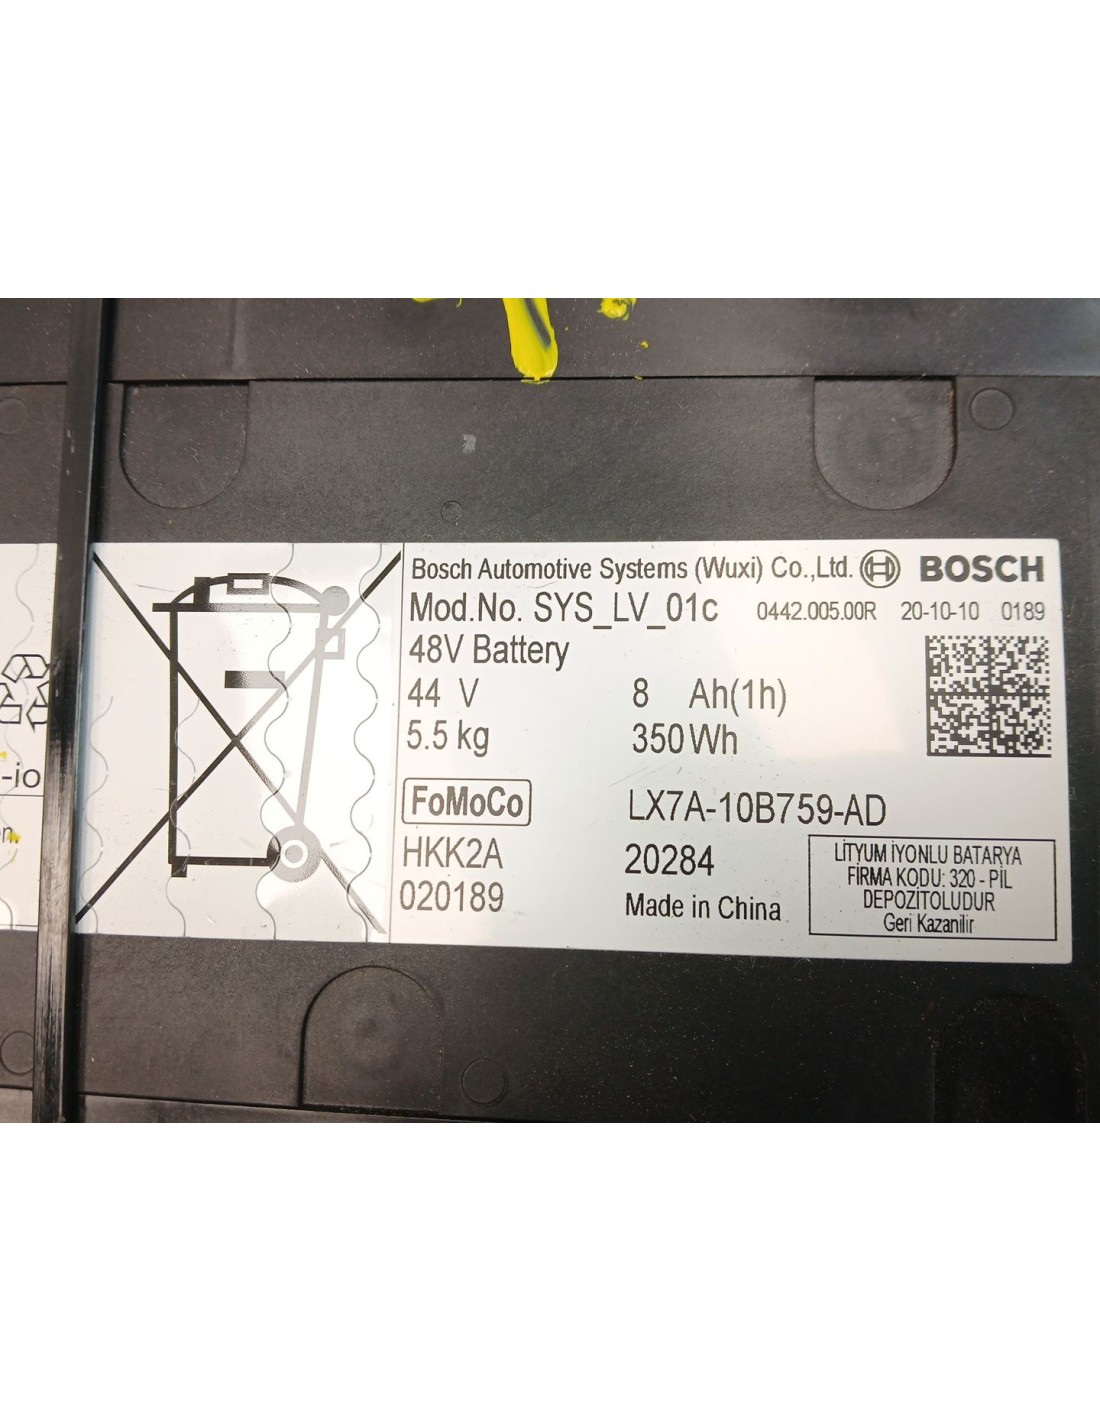 Bosch Automotive Systems (Wuxi) Co.,Ltd. BOSCH
Mod.No. SYS_LV_01c 0442.005.00R 20-10-10 0189
48V Battery
44 V 8 Ah(1h)
5.5 kg 350Wh
FoMoCo LX7A-10B759-AD
HKK2A 20284
020189 Made in China
LİTYUM İYONLU BATARYA
FİRMA KODU: 320 - PİL
DEPOZİTOLUDUR
Geri Kazanilir
-io